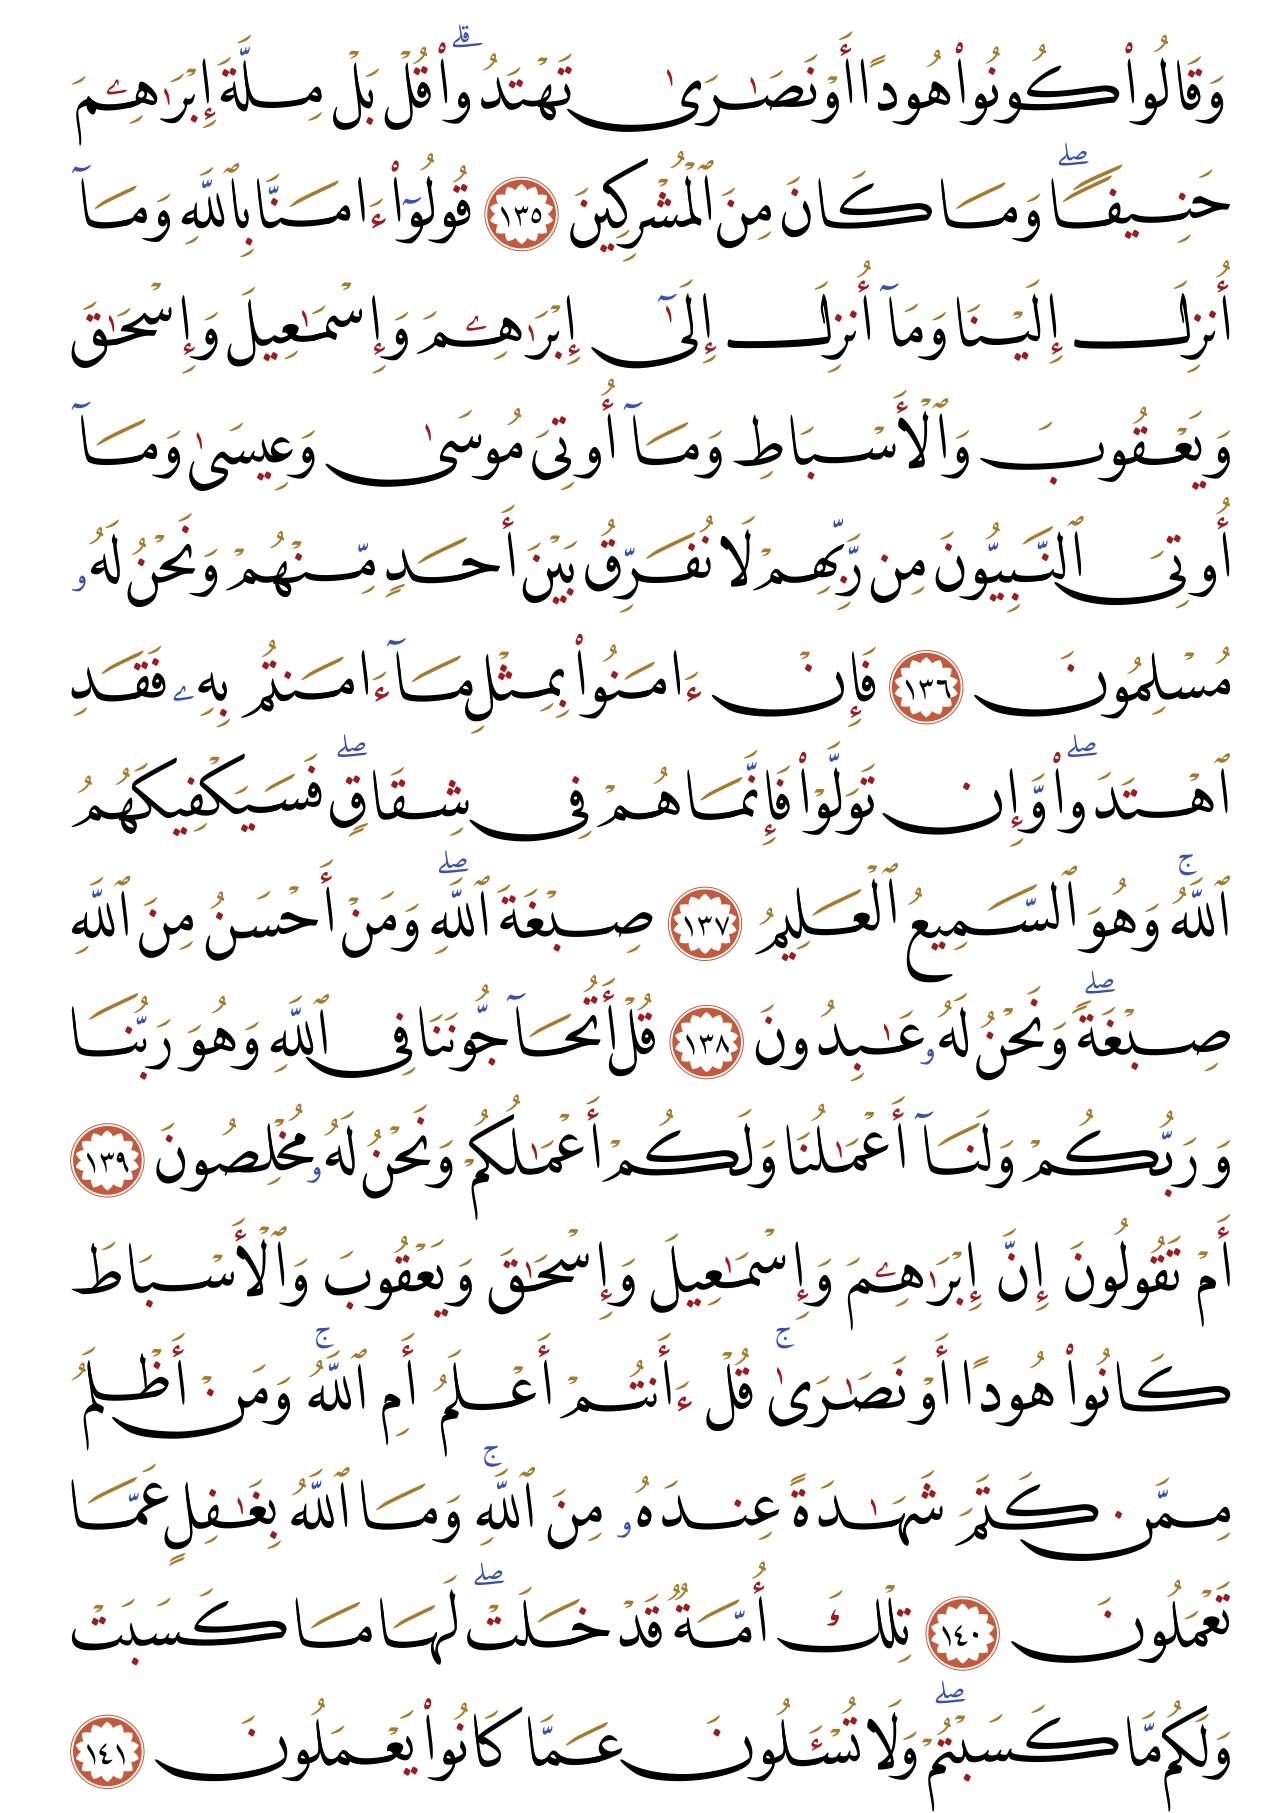 وَقَالُوا۟ كُونُوا۟ هُودًا أَوْ نَصَـٰرَىٰ تَهْتَدُوا۟ ۗ قُلْ بَلْ مِلَّةَ إِبْرَٰهِـۧمَ
حَنِيفًا ۖ وَمَا كَانَ مِنَ ٱلْمُشْرِكِينَ ١٣٥ قُولُوٓا۟ ءَامَنَّا بِٱللَّهِ وَمَآ
أُنزِلَ إِلَيْنَا وَمَآ أُنزِلَ إِلَىٰٓ إِبْرَٰهِـۧمَ وَإِسْمَـٰعِيلَ وَإِسْحَـٰقَ
وَيَعْقُوبَ وَٱلْأَسْبَاطِ وَمَآ أُوتِىَ مُوسَىٰ وَعِيسَىٰ وَمَآ
أُوتِىَ ٱلنَّبِيُّونَ مِن رَّبِّهِمْ لَا نُفَرِّقُ بَيْنَ أَحَدٍ مِّنْهُمْ وَنَحْنُ لَهُۥ
مُسْلِمُونَ ١٣٦ فَإِنْ ءَامَنُوا۟ بِمِثْلِ مَآ ءَامَنتُم بِهِۦ فَقَدِ
ٱهْتَدَوا۟ ۖ وَّإِن تَوَلَّوْا۟ فَإِنَّمَا هُمْ فِى شِقَاقٍ ۖ فَسَيَكْفِيكَهُمُ
ٱللَّهُ ۚ وَهُوَ ٱلسَّمِيعُ ٱلْعَلِيمُ ١٣٧ صِبْغَةَ ٱللَّهِ ۖ وَمَنْ أَحْسَنُ مِنَ ٱللَّهِ
صِبْغَةً ۖ وَنَحْنُ لَهُۥ عَـٰبِدُونَ ١٣٨ قُلْ أَتُحَآجُّونَنَا فِى ٱللَّهِ وَهُوَ رَبُّنَا
وَرَبُّكُمْ وَلَنَآ أَعْمَـٰلُنَا وَلَكُمْ أَعْمَـٰلُكُمْ وَنَحْنُ لَهُۥ مُخْلِصُونَ ١٣٩
أَمْ تَقُولُونَ إِنَّ إِبْرَٰهِـۧمَ وَإِسْمَـٰعِيلَ وَإِسْحَـٰقَ وَيَعْقُوبَ وَٱلْأَسْبَاطَ
كَانُوا۟ هُودًا أَوْ نَصَـٰرَىٰ ۚ قُلْ ءَأَنتُمْ أَعْلَمُ أَمِ ٱللَّهُ ۚ وَمَنْ أَظْلَمُ
مِمَّن كَتَمَ شَهَـٰدَةً عِندَهُۥ مِنَ ٱللَّهِ ۚ وَمَا ٱللَّهُ بِغَـٰفِلٍ عَمَّا
تَعْمَلُونَ ١٤٠ تِلْكَ أُمَّةٌ قَدْ خَلَتْ ۖ لَهَا مَا كَسَبَتْ
وَلَكُم مَّا كَسَبْتُمْ ۖ وَلَا تُسْـَٔلُونَ عَمَّا كَانُوا۟ يَعْمَلُونَ ١٤١